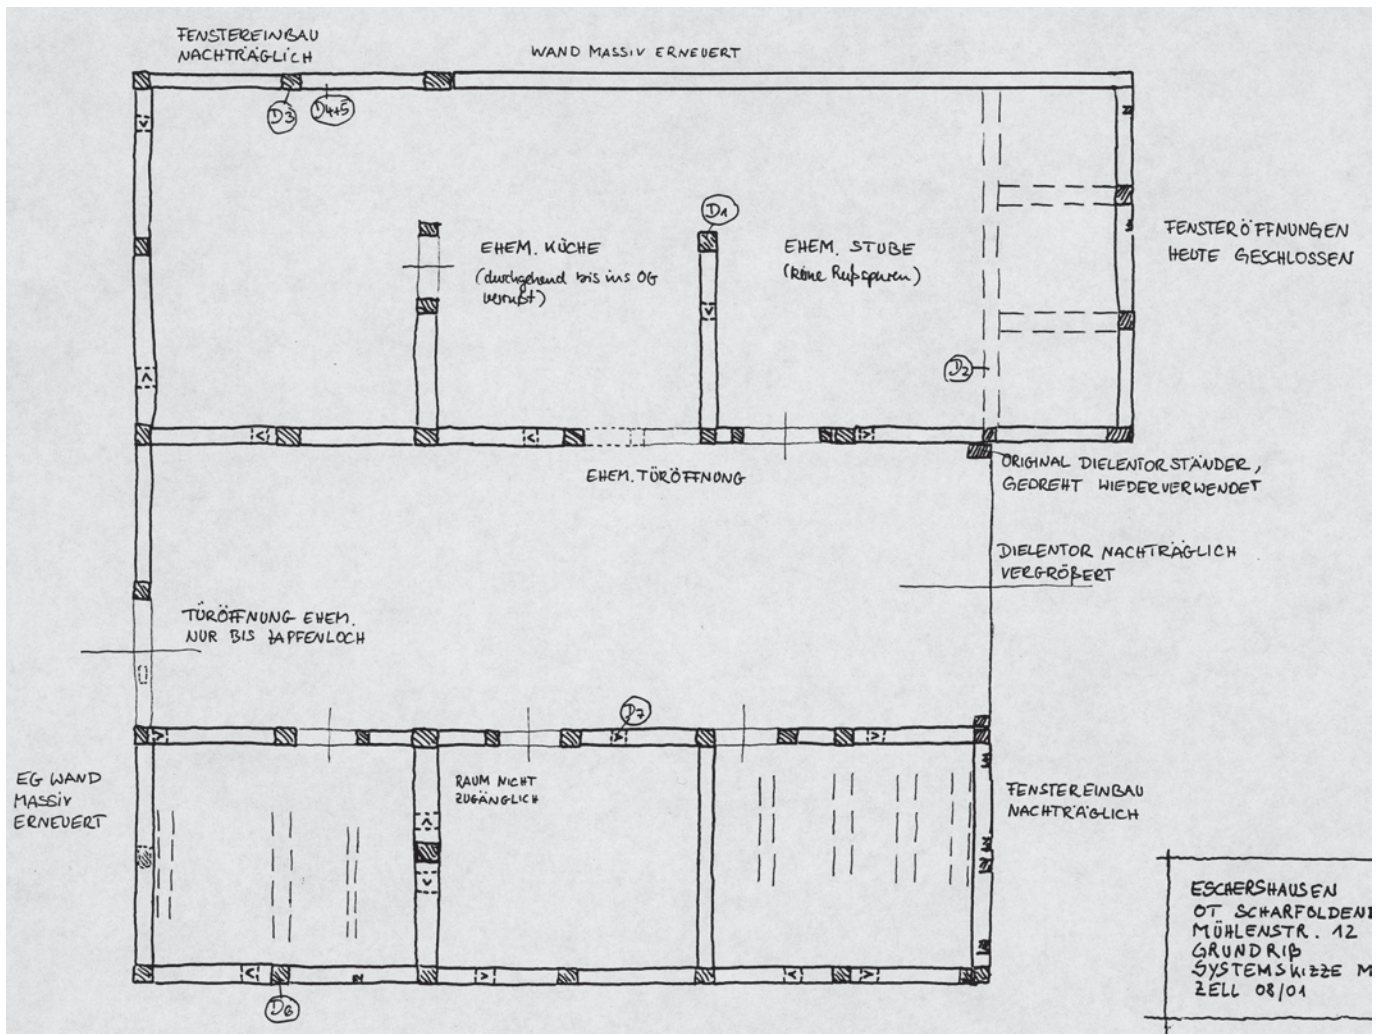 FENSTEREINBAU
NACHTRÄGLICH
WAND MASSIV ERNEUERT
D3
D4+5
D1
EHEM. KÜCHE
(durchgehend bis ins OG
verrußt)
EHEM. STUBE
(keine Rußspuren)
FENSTERÖFFNUNGEN
HEUTE GESCHLOSSEN
D2
EHEM. TÜRÖFFNUNG
ORIGINAL DIELENTORSTÄNDER,
GEDREHT WIEDERVERWENDET
DIELENTOR NACHTRÄGLICH
VERGRÖßERT
TÜRÖFFNUNG EHEM.
NUR BIS ZAPFENLOCH
D7
EG WAND
MASSIV
ERNEUERT
RAUM NICHT
ZUGÄNGLICH
FENSTEREINBAU
NACHTRÄGLICH
D6
ESCHERSHAUSEN
OT SCHARFOLDEN
MÜHLENSTR. 12
GRUNDRIß
SYSTEMSKIZZE M
ZELL 08/01